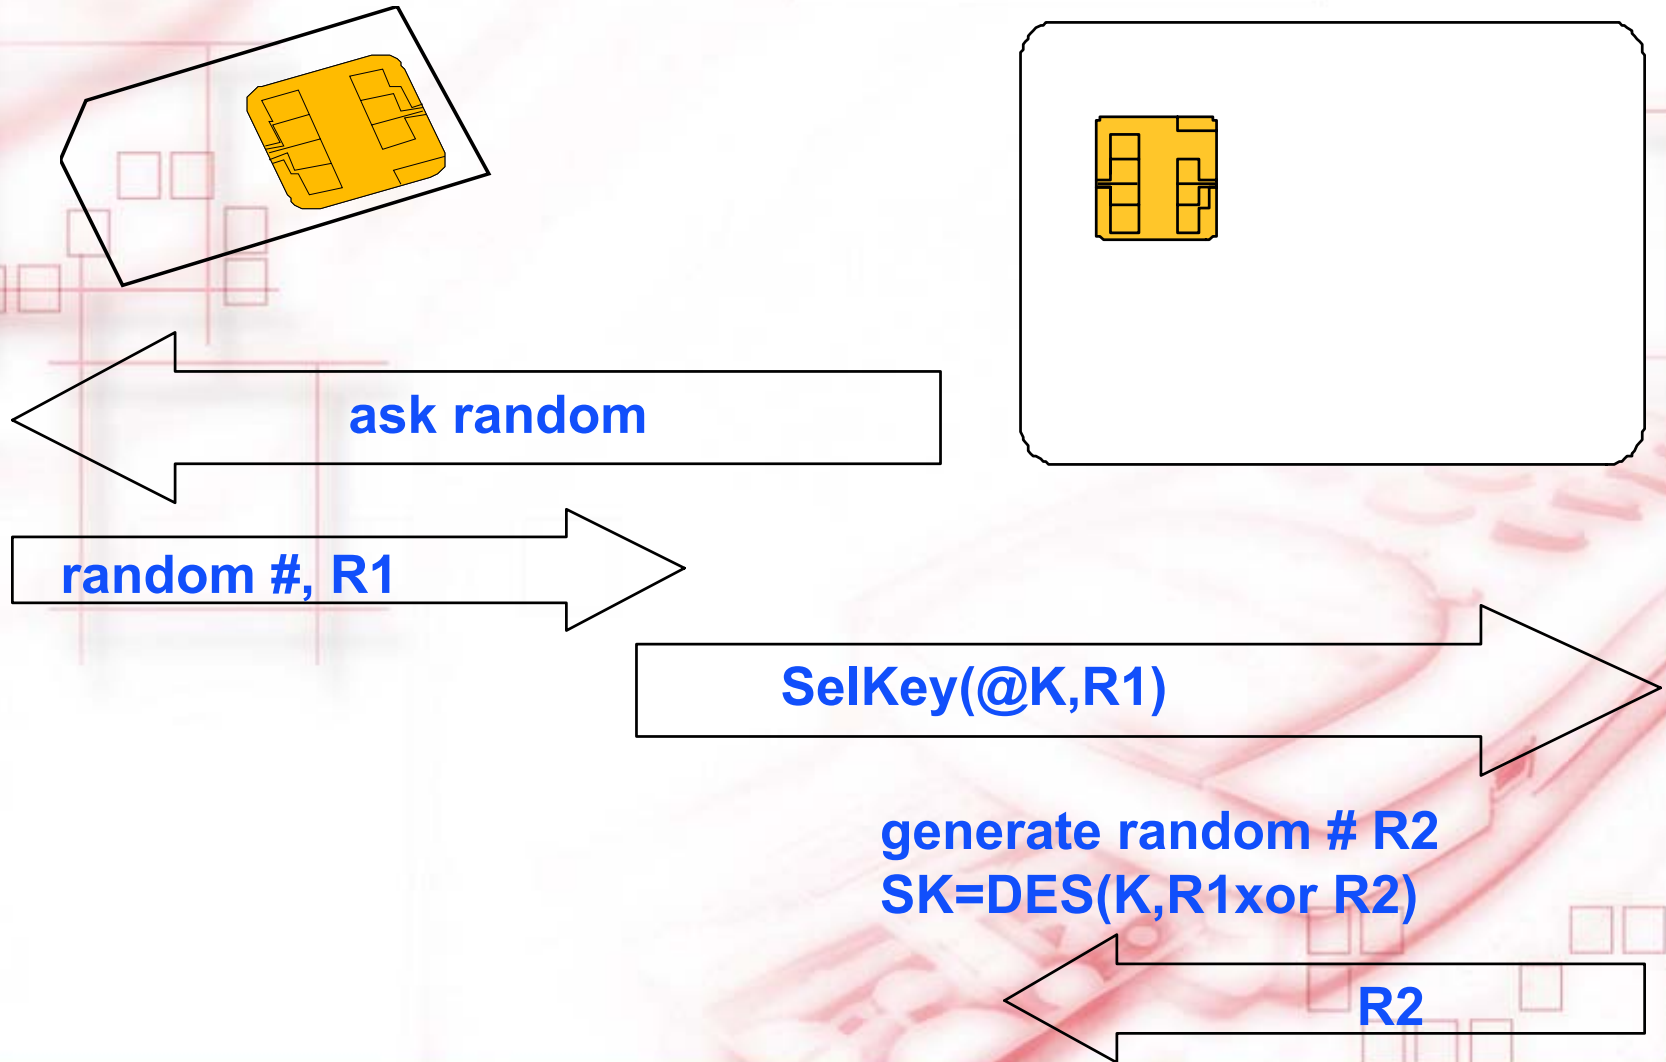 ask random
random #, R1
SelKey(@K,R1)
generate random # R2
SK=DES(K,R1xor R2)
R2